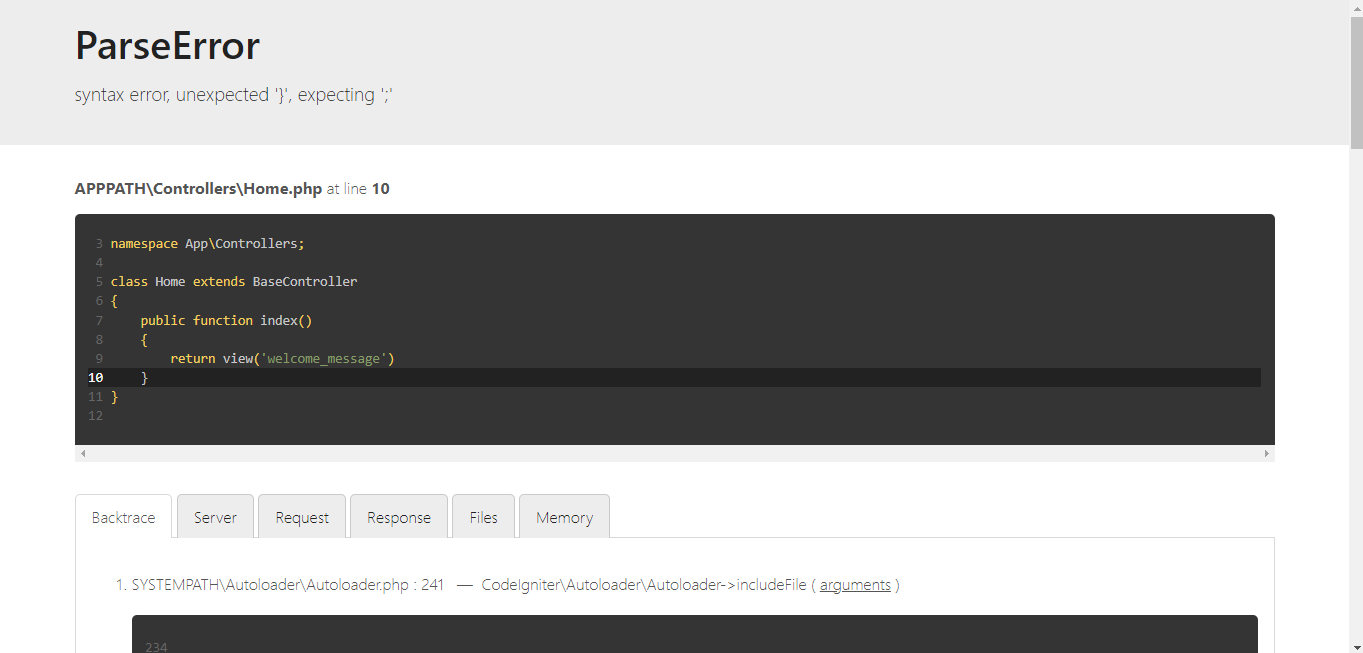 ParseError
syntax error, unexpected '}', expecting ';'
APPPATH\Controllers\Home.php at line 10
3 namespace App\Controllers;
4
5 class Home extends BaseController
6 {
7     public function index()
8     {
9         return view('welcome_message')
10     }
11 }
12
Backtrace Server Request Response Files Memory
1. SYSTEMPATH\Autoloader\Autoloader.php : 241 — CodeIgniter\Autoloader\Autoloader->includeFile ( arguments )
234